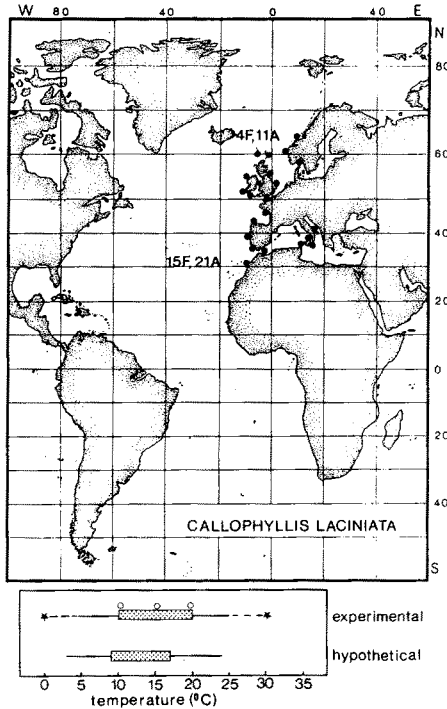 W 80 40 0 40 E
N
80
60
40
20
0
20
40
S
4F,11A
15F,21A
CALLOPHYLLIS LACINIATA
experimental
hypothetical
0 5 10 15 20 25 30 35
temperature (⁰C)